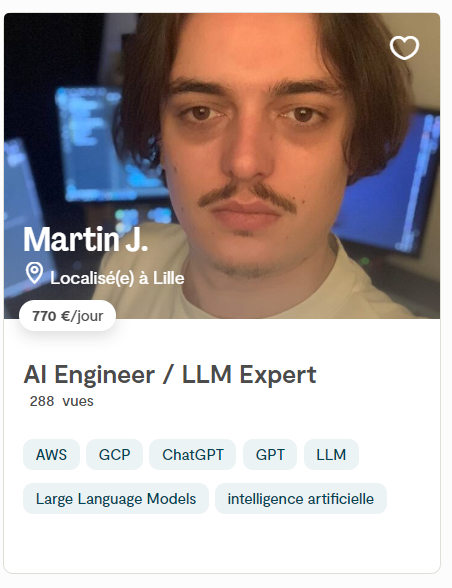 Martin J.
Localisé(e) à Lille
770 €/jour
AI Engineer / LLM Expert
288 vues
AWS
GCP
ChatGPT
GPT
LLM
Large Language Models
intelligence artificielle